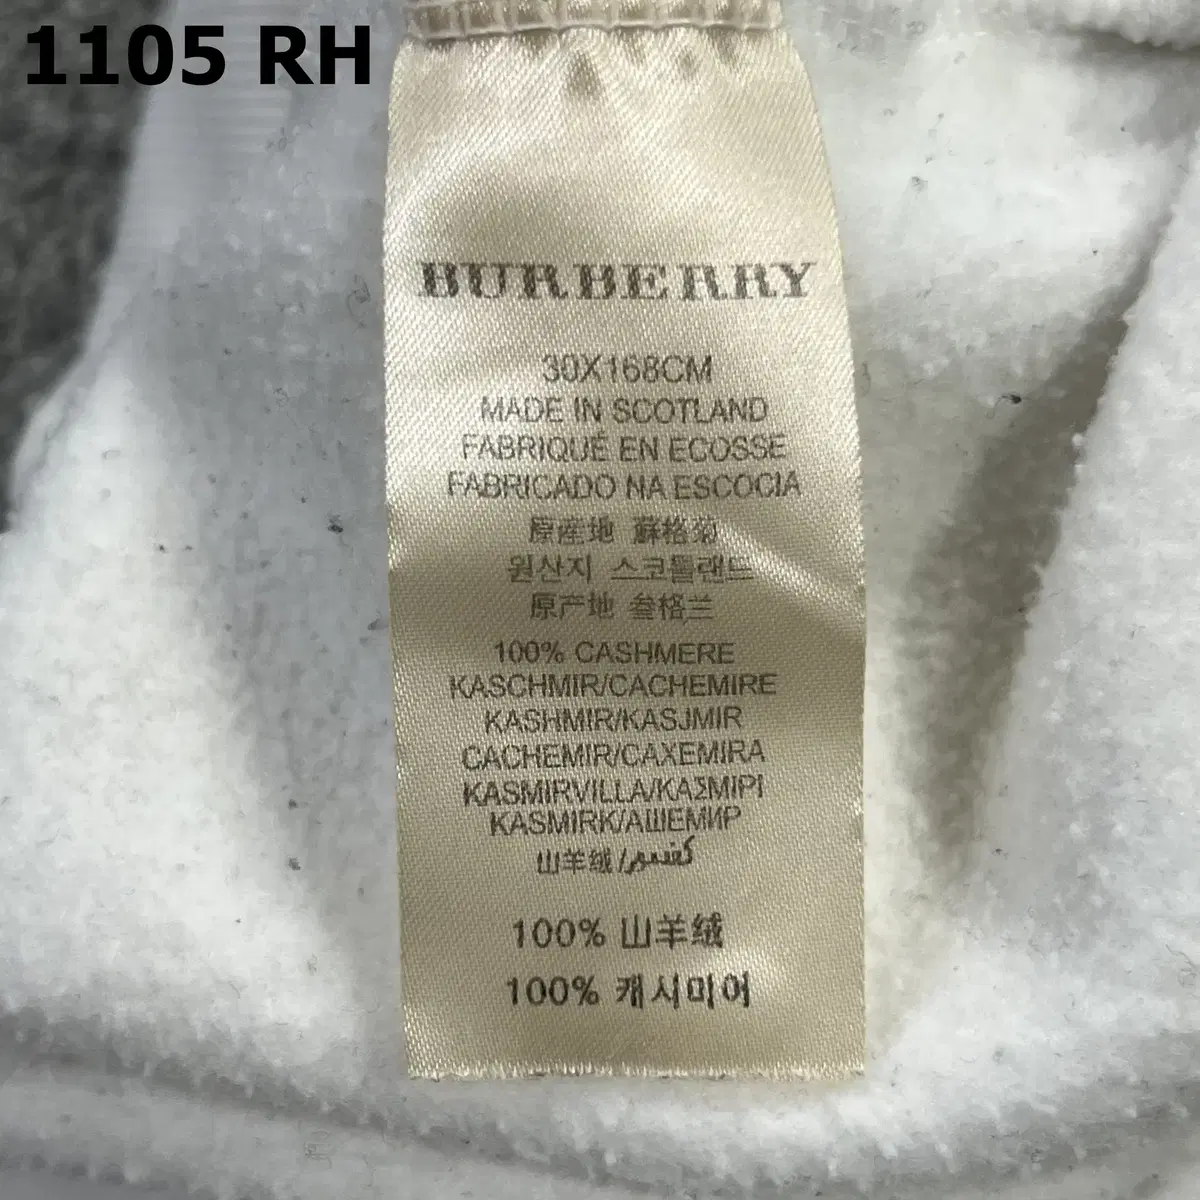 1105 RH
BURBERRY
30X168CM
MADE IN SCOTLAND
FABRIQUÉ EN ECOSSE
FABRICADO NA ESCOCIA
原産地 蘇格蘭
원산지 스코틀랜드
原产地 叁格兰
100% CASHMERE
KASCHMIR/CACHEMIRE
KASHMIR/KASJMIR
CACHEMIR/CAXEMIRA
KASMIRVILLA/ΚΑΣΜΙΡΙ
KASMIRK/АШЕМИР
山羊绒/كشمير
100% 山羊绒
100% 캐시미어